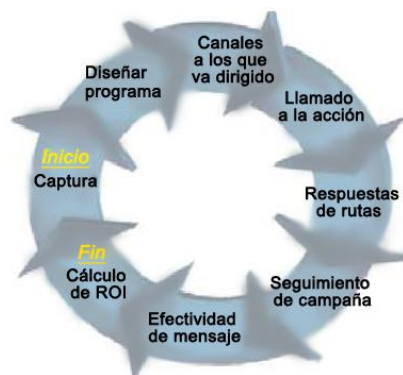 Inicio
Captura
Diseñar
programa
Canales
a los que
va dirigido
Llamado
a la acción
Respuestas
de rutas
Seguimiento
de campaña
Efectividad
de mensaje
Fin
Cálculo
de ROI